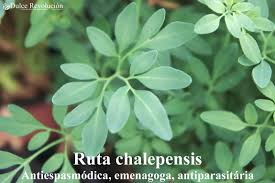 @Dulce Revolución
Ruta chalepensis
Antiespasmódica, emenagoga, antiparasitária